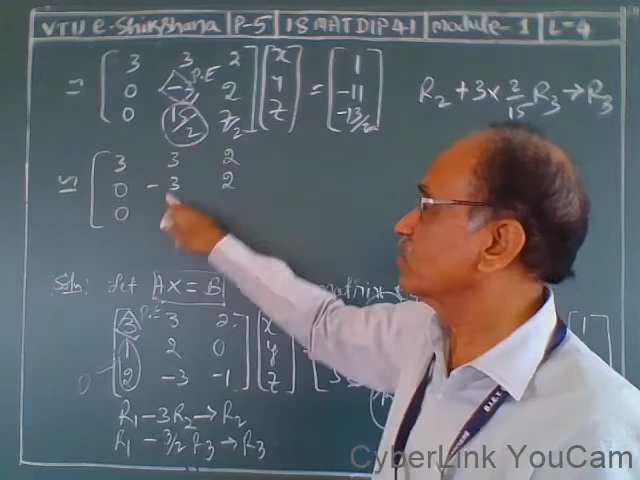 VTU e-Shikshana P-5 18MATDIP41 module-1 L-4
~ [3 3 2] [x] [1]
[0 -3 2] [y] = [-11] R2 + 3 × 2/15 R3 → R3
[0 15/2 7/2] [z] [-13/2]
P.E
~ [3 3 2
0 -3 2
0
Soln: Let AX = B
P.E
[3 3 2] [x] [1
[1 2 0] [y]
0 [2 -3 -1] [z]
R1 - 3R2 → R2
R1 - 3/2 R3 → R3
CyberLink YouCam